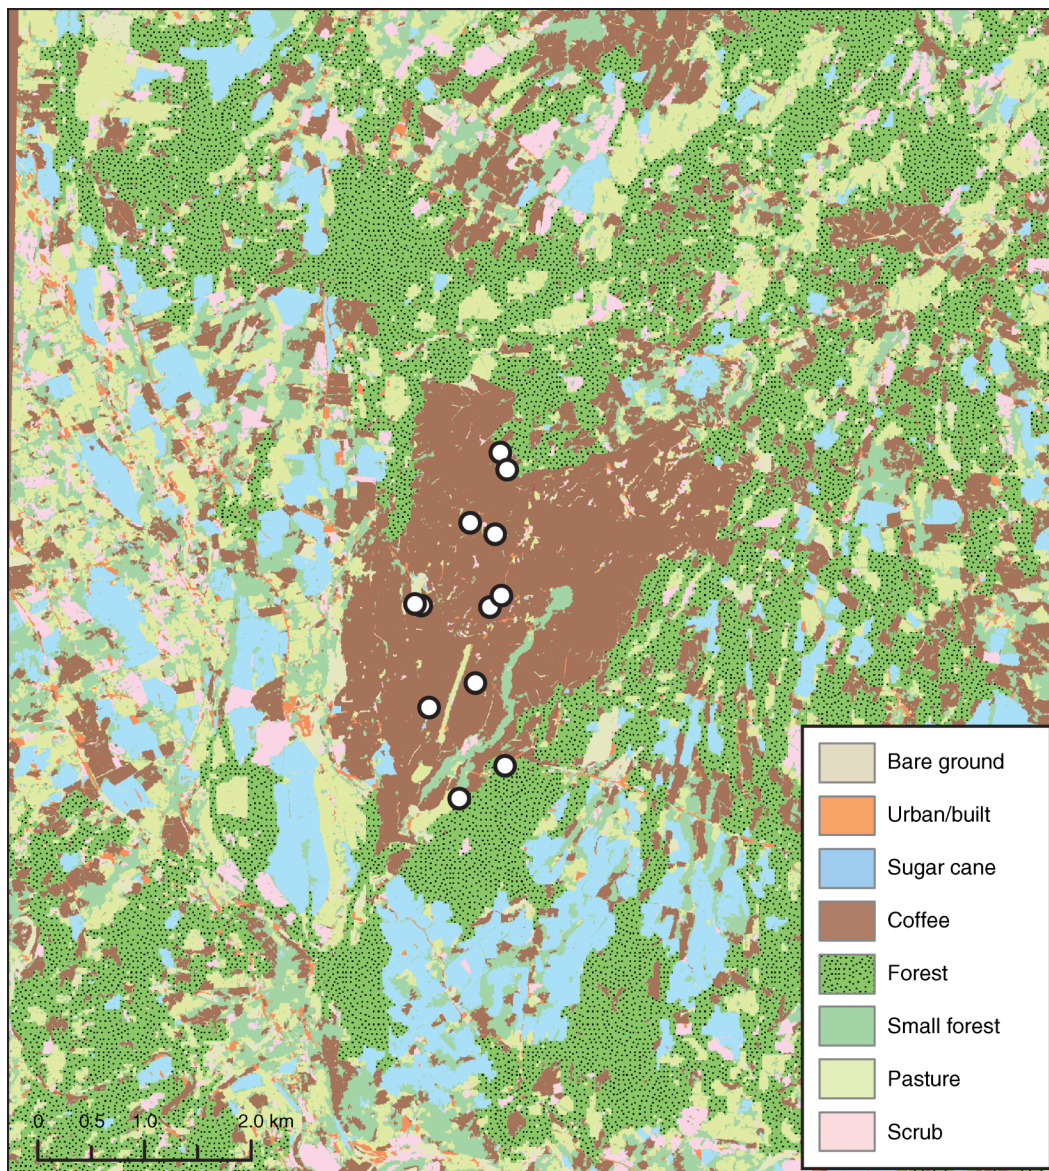 Bare ground
Urban/built
Sugar cane
Coffee
Forest
Small forest
Pasture
Scrub
0 0.5 1.0 2.0 km